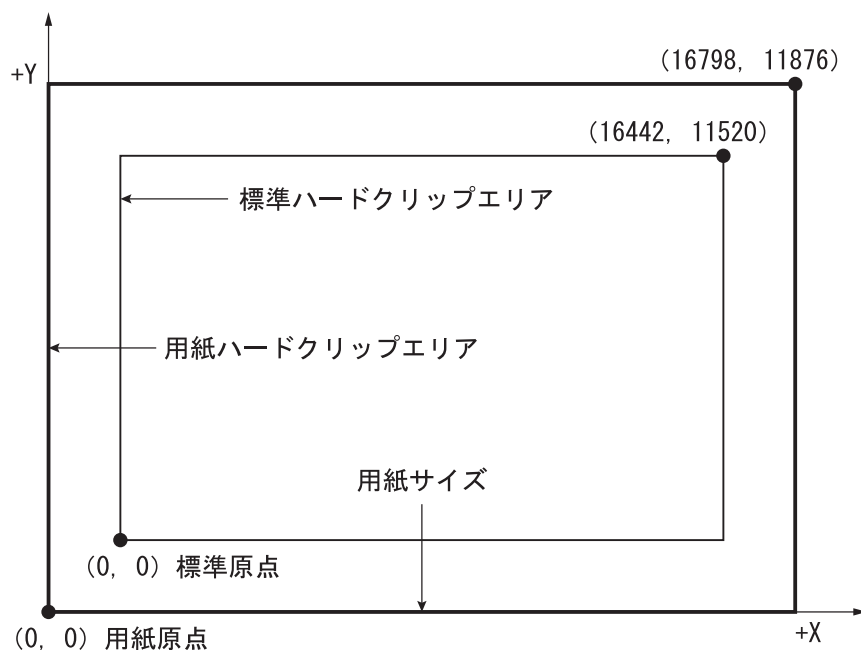 (16798, 11876)
+Y
(16442, 11520)
標準ハードクリップエリア
用紙ハードクリップエリア
用紙サイズ
(0, 0) 標準原点
(0, 0) 用紙原点
+X